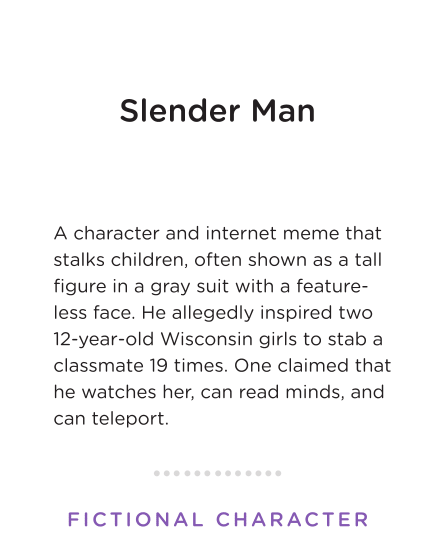 Slender Man
A character and internet meme that
stalks children, often shown as a tall
figure in a gray suit with a feature-
less face. He allegedly inspired two
12-year-old Wisconsin girls to stab a
classmate 19 times. One claimed that
he watches her, can read minds, and
can teleport.
FICTIONAL CHARACTER